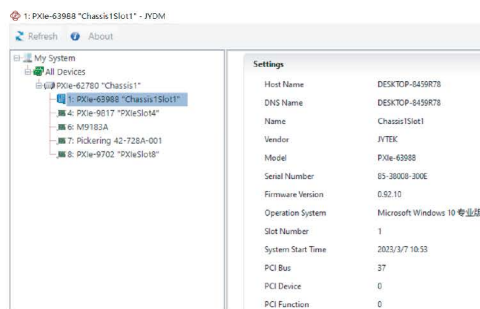 1: PXIe-63988 "Chassis1Slot1" - JYDM
Refresh About
My System
All Devices
PXIe-62780 "Chassis1"
1: PXIe-63988 "Chassis1Slot1"
4: PXIe-9817 "PXIeSlot4"
6: M9183A
7: Pickering 42-728A-001
8: PXIe-9702 "PXIeSlot8"
Settings
Host Name DESKTOP-8459R78
DNS Name DESKTOP-8459R78
Name Chassis1Slot1
Vendor JYTEK
Model PXIe-63988
Serial Number 85-38008-300E
Firmware Version 0.92.10
Operation System Microsoft Windows 10 专业版
Slot Number 1
System Start Time 2023/3/7 10:53
PCI Bus 37
PCI Device 0
PCI Function 0